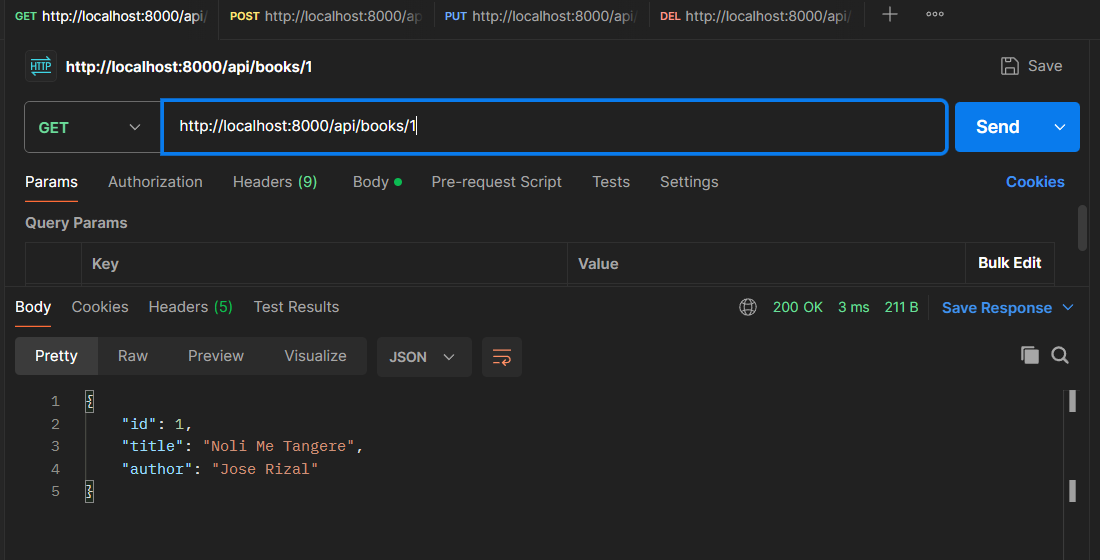 GET http://localhost:8000/api/ POST http://localhost:8000/ap PUT http://localhost:8000/api/ DEL http://localhost:8000/api/
HTTP http://localhost:8000/api/books/1 Save
GET http://localhost:8000/api/books/1 Send
Params Authorization Headers (9) Body Pre-request Script Tests Settings Cookies
Query Params
Key Value Bulk Edit
Body Cookies Headers (5) Test Results 200 OK 3 ms 211 B Save Response
Pretty Raw Preview Visualize JSON
1 {
2 "id": 1,
3 "title": "Noli Me Tangere",
4 "author": "Jose Rizal"
5 }